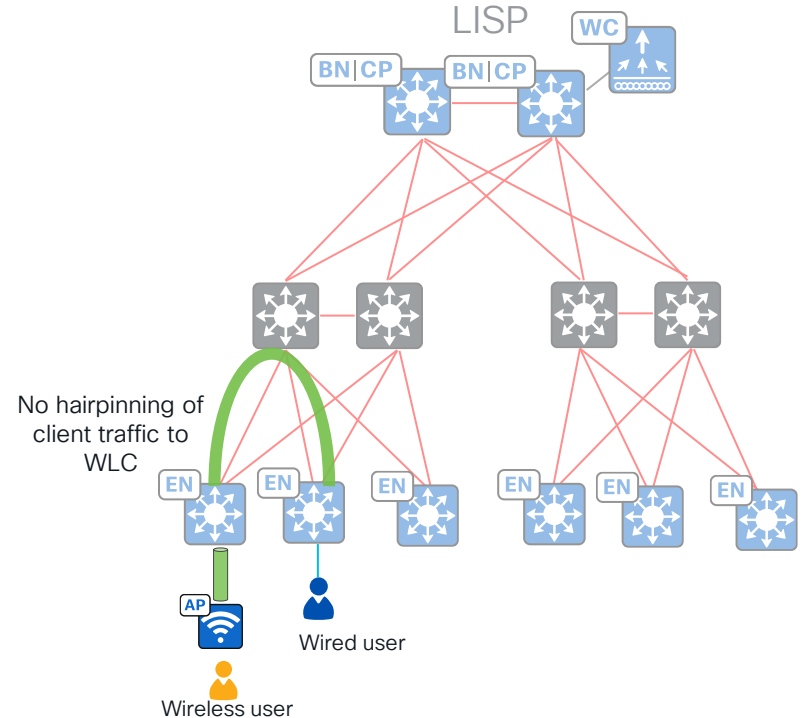 LISP
WC
BN|CP
BN|CP
No hairpinning of
client traffic to
WLC
EN
EN
EN
EN
EN
EN
AP
Wired user
Wireless user